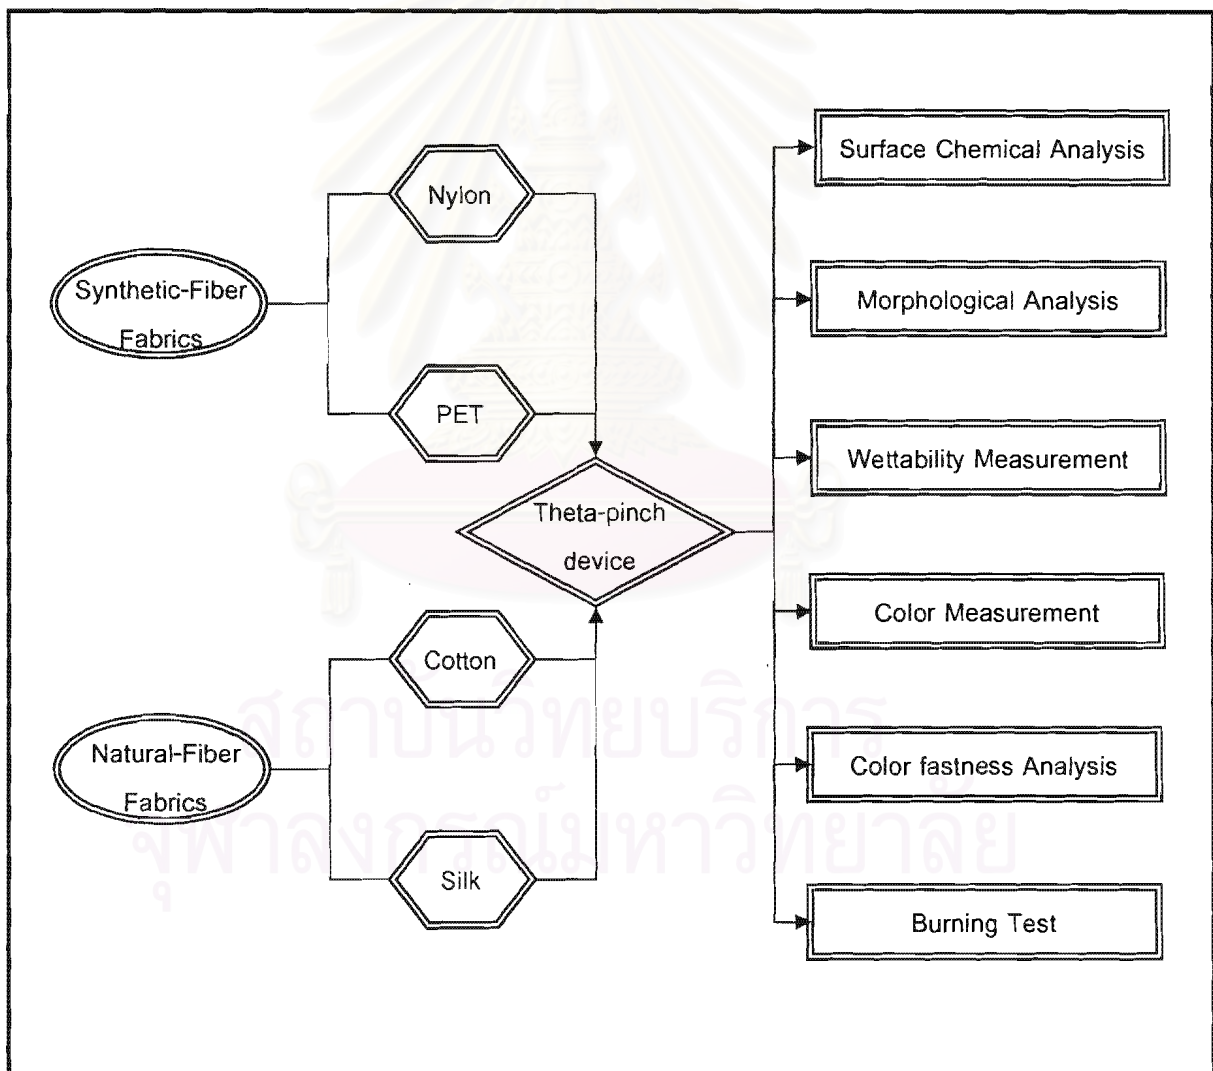 Synthetic-Fiber
Fabrics
Nylon
PET
Theta-pinch
device
Natural-Fiber
Fabrics
Cotton
Silk
Surface Chemical Analysis
Morphological Analysis
Wettability Measurement
Color Measurement
Color fastness Analysis
Burning Test
สถาบันวิทยบริการ
จุฬาลงกรณ์มหาวิทยาลัย